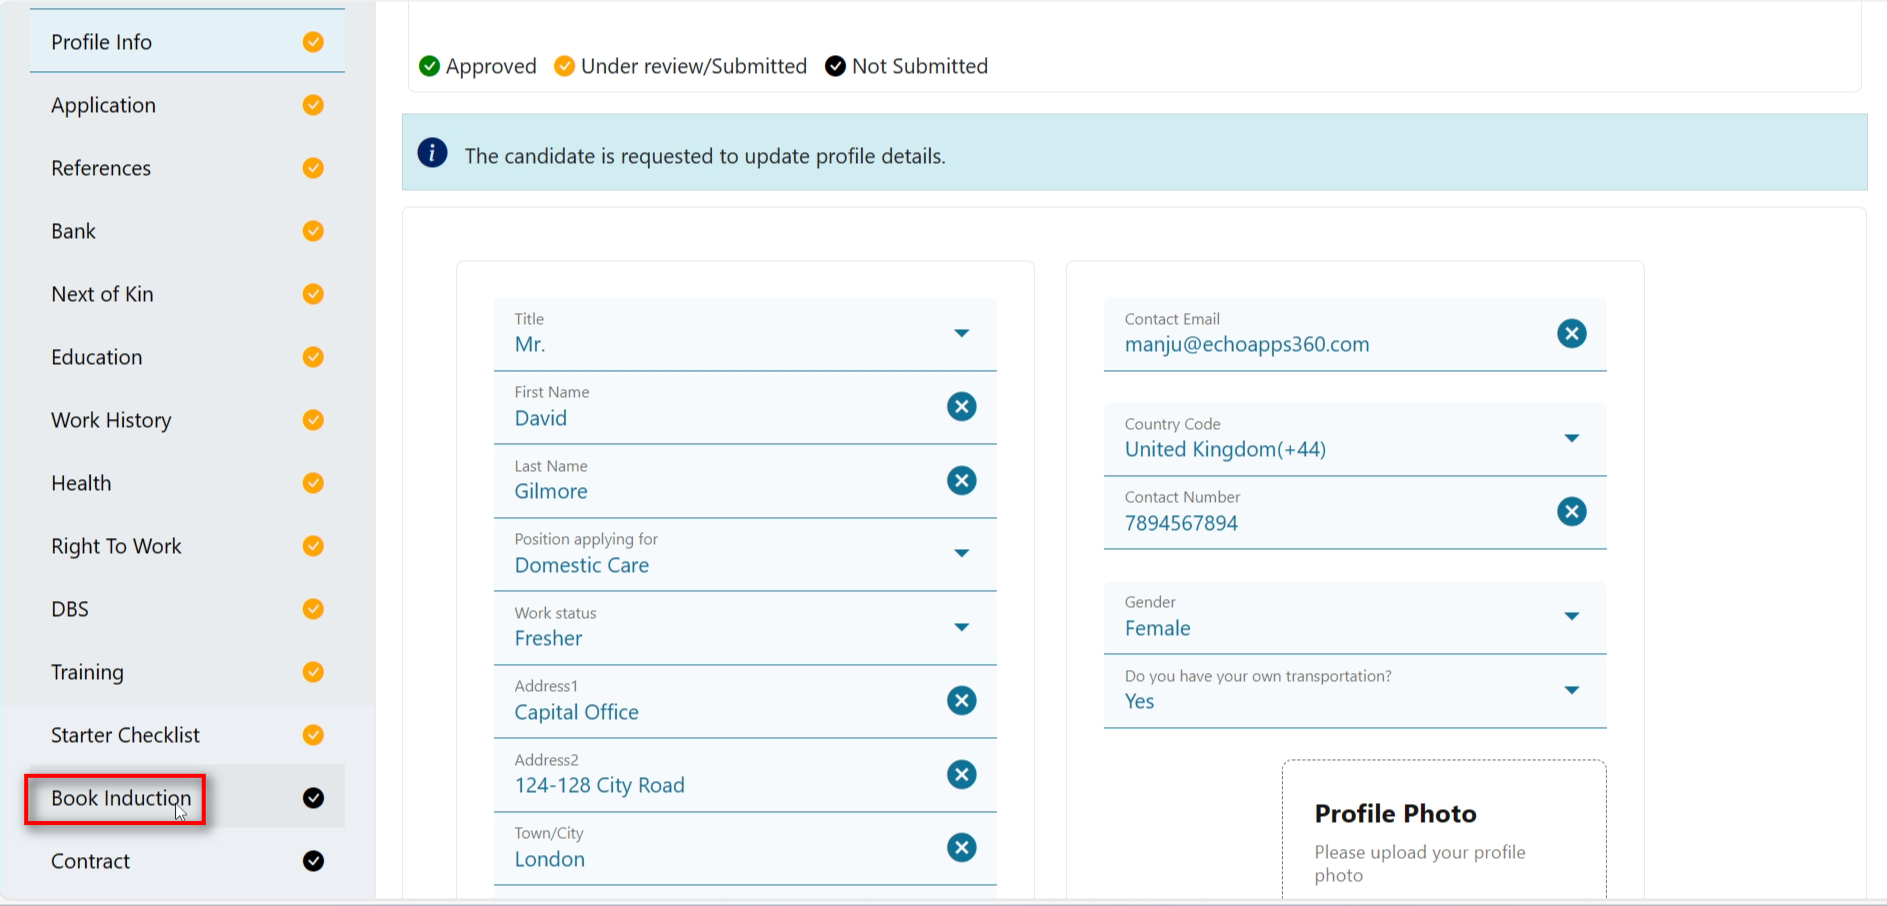 Profile Info
Application
References
Bank
Next of Kin
Education
Work History
Health
Right To Work
DBS
Training
Starter Checklist
Book Induction
Contract
Approved
Under review/Submitted
Not Submitted
i
The candidate is requested to update profile details.
Title
Mr.
First Name
David
Last Name
Gilmore
Position applying for
Domestic Care
Work status
Fresher
Address1
Capital Office
Address2
124-128 City Road
Town/City
London
Contact Email
manju@echoapps360.com
Country Code
United Kingdom(+44)
Contact Number
7894567894
Gender
Female
Do you have your own transportation?
Yes
Profile Photo
Please upload your profile
photo